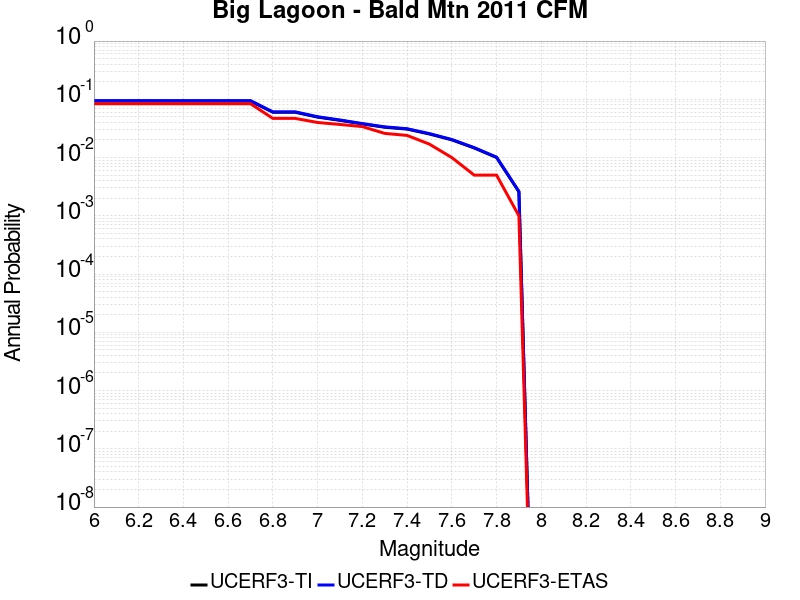 Big Lagoon - Bald Mtn 2011 CFM
10^0
10^-1
10^-2
10^-3
10^-4
10^-5
10^-6
10^-7
10^-8
Annual Probability
6 6.2 6.4 6.6 6.8 7 7.2 7.4 7.6 7.8 8 8.2 8.4 8.6 8.8 9
Magnitude
UCERF3-TI UCERF3-TD UCERF3-ETAS